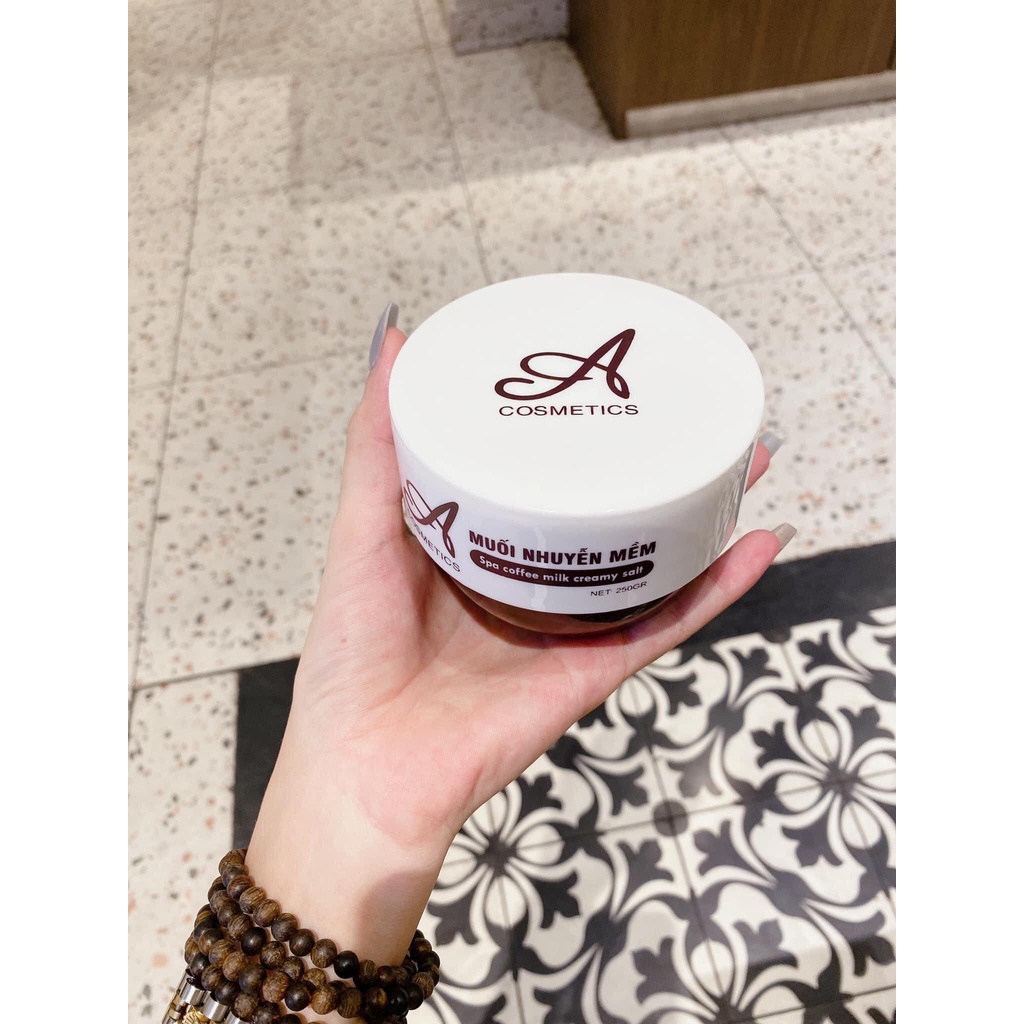 A
COSMETICS
A
COSMETICS
MUỐI NHUYỄN MỀM
Spa coffee milk creamy salt
NET 250GR